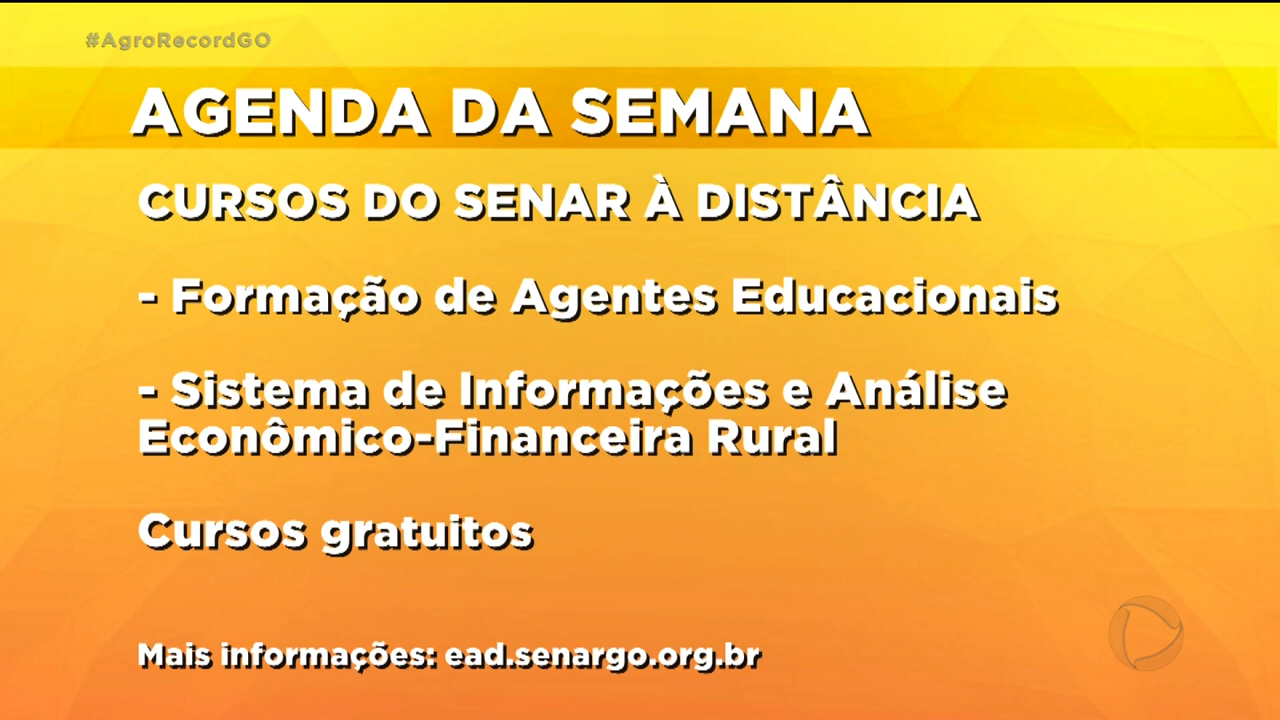 #AgroRecordGO
AGENDA DA SEMANA
CURSOS DO SENAR À DISTÂNCIA
- Formação de Agentes Educacionais
- Sistema de Informações e Análise
Econômico-Financeira Rural
Cursos gratuitos
Mais informações: ead.senargo.org.br